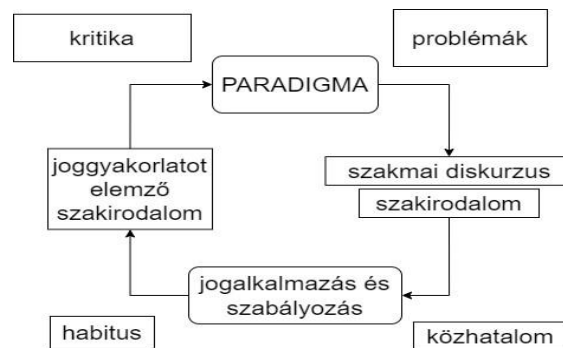 kritika
problémák
PARADIGMA
joggyakorlatot
elemző
szakirodalom
szakmai diskurzus
szakirodalom
jogalkalmazás és
szabályozás
habitus
közhatalom